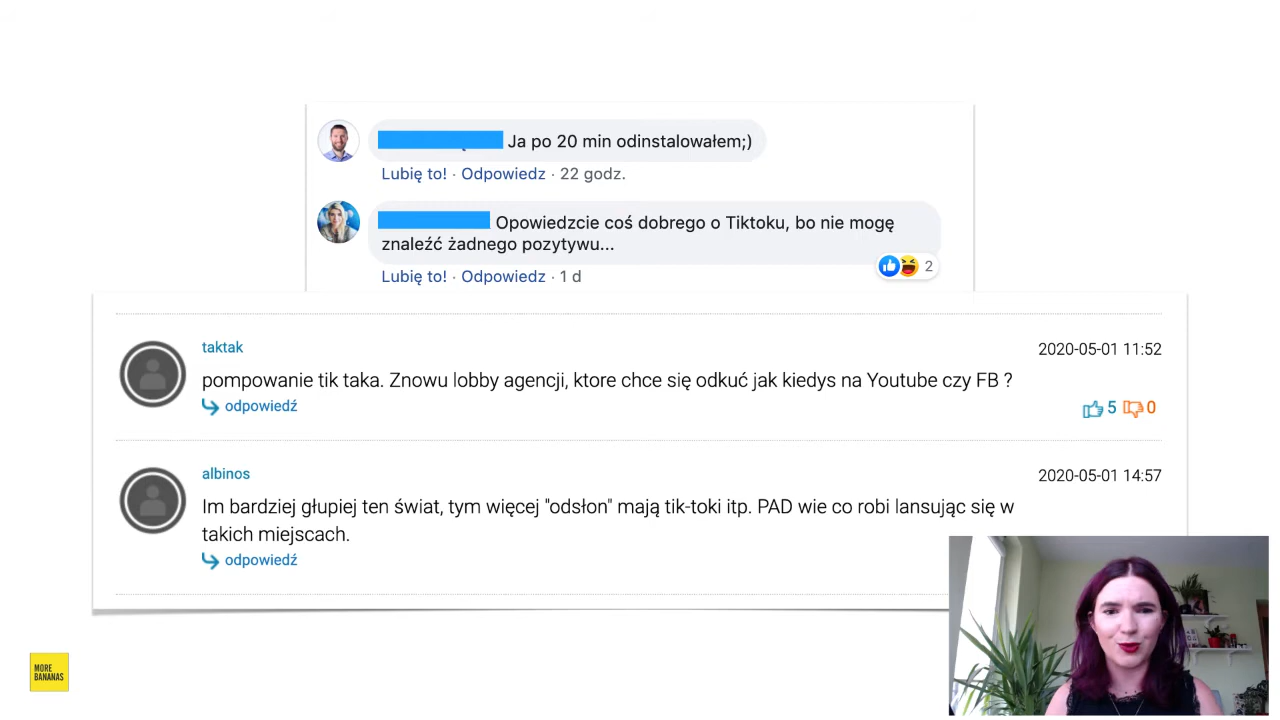 Ja po 20 min odinstalowałem;)
Lubię to! · Odpowiedz · 22 godz.
Opowiedzcie coś dobrego o Tiktoku, bo nie mogę
znaleźć żadnego pozytywu...
2
Lubię to! · Odpowiedz · 1 d
taktak
2020-05-01 11:52
pompowanie tik taka. Znowu lobby agencji, ktore chce się odkuć jak kiedys na Youtube czy FB ?
odpowiedź
5 0
albinos
2020-05-01 14:57
Im bardziej głupiej ten świat, tym więcej "odsłon" mają tik-toki itp. PAD wie co robi lansując się w
takich miejscach.
odpowiedź
MORE
BANANAS